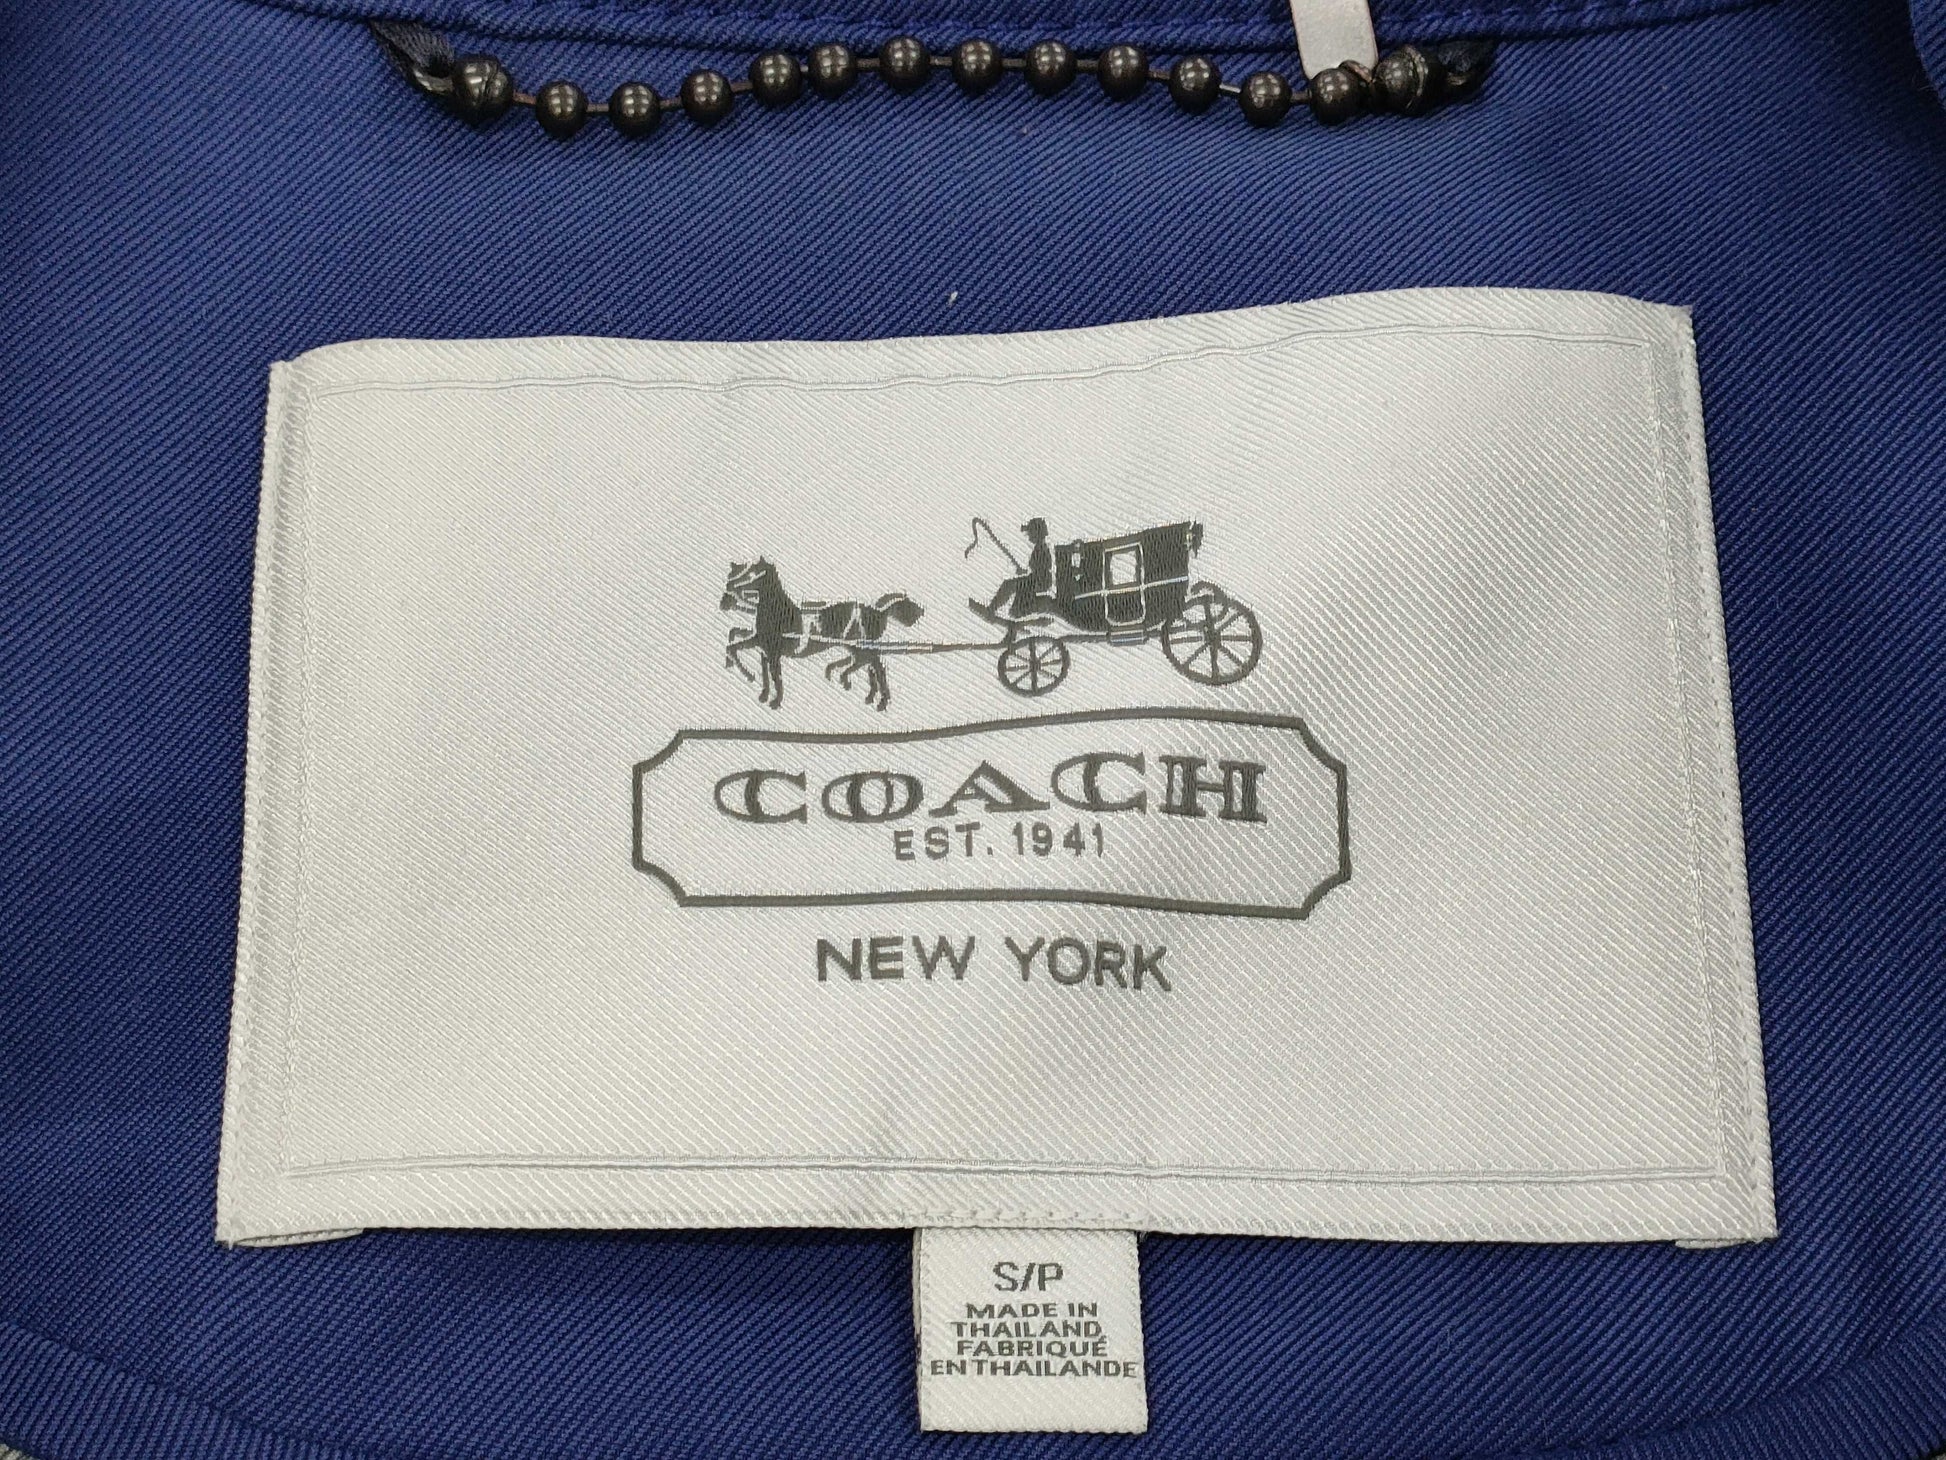 COACH
EST. 1941
NEW YORK
S/P
MADE IN
THAILAND
FABRIQUÉ
EN THAILANDE